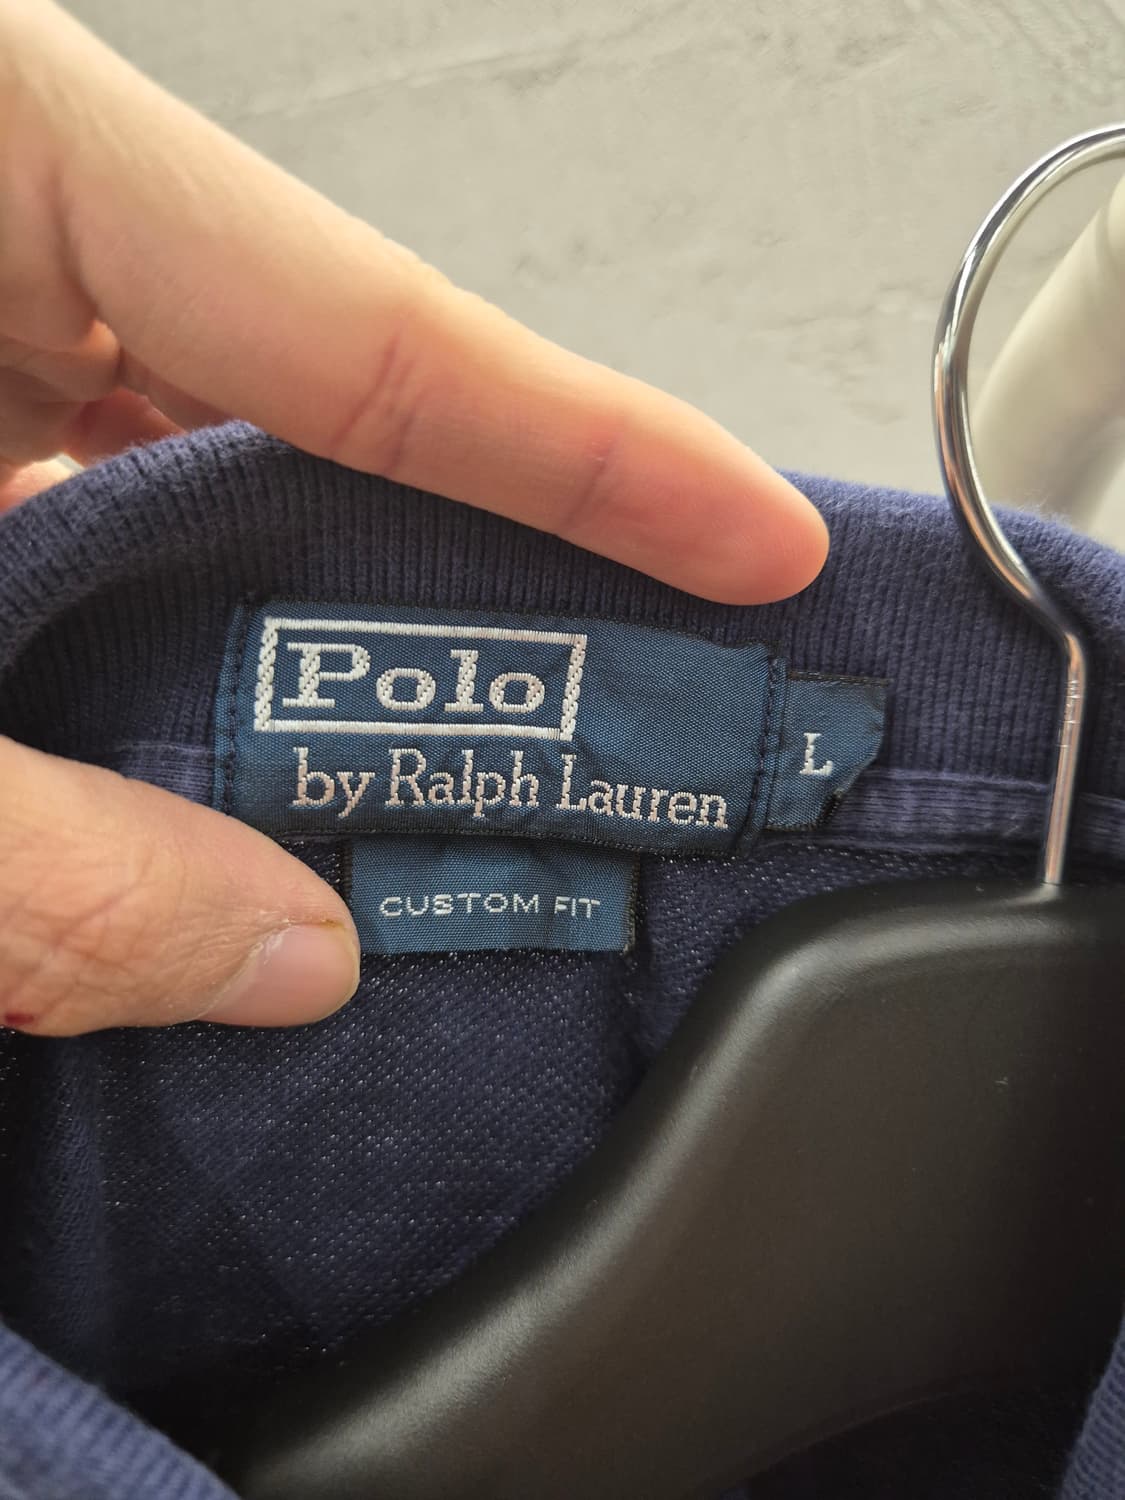 Polo
by Ralph Lauren
L
CUSTOM FIT